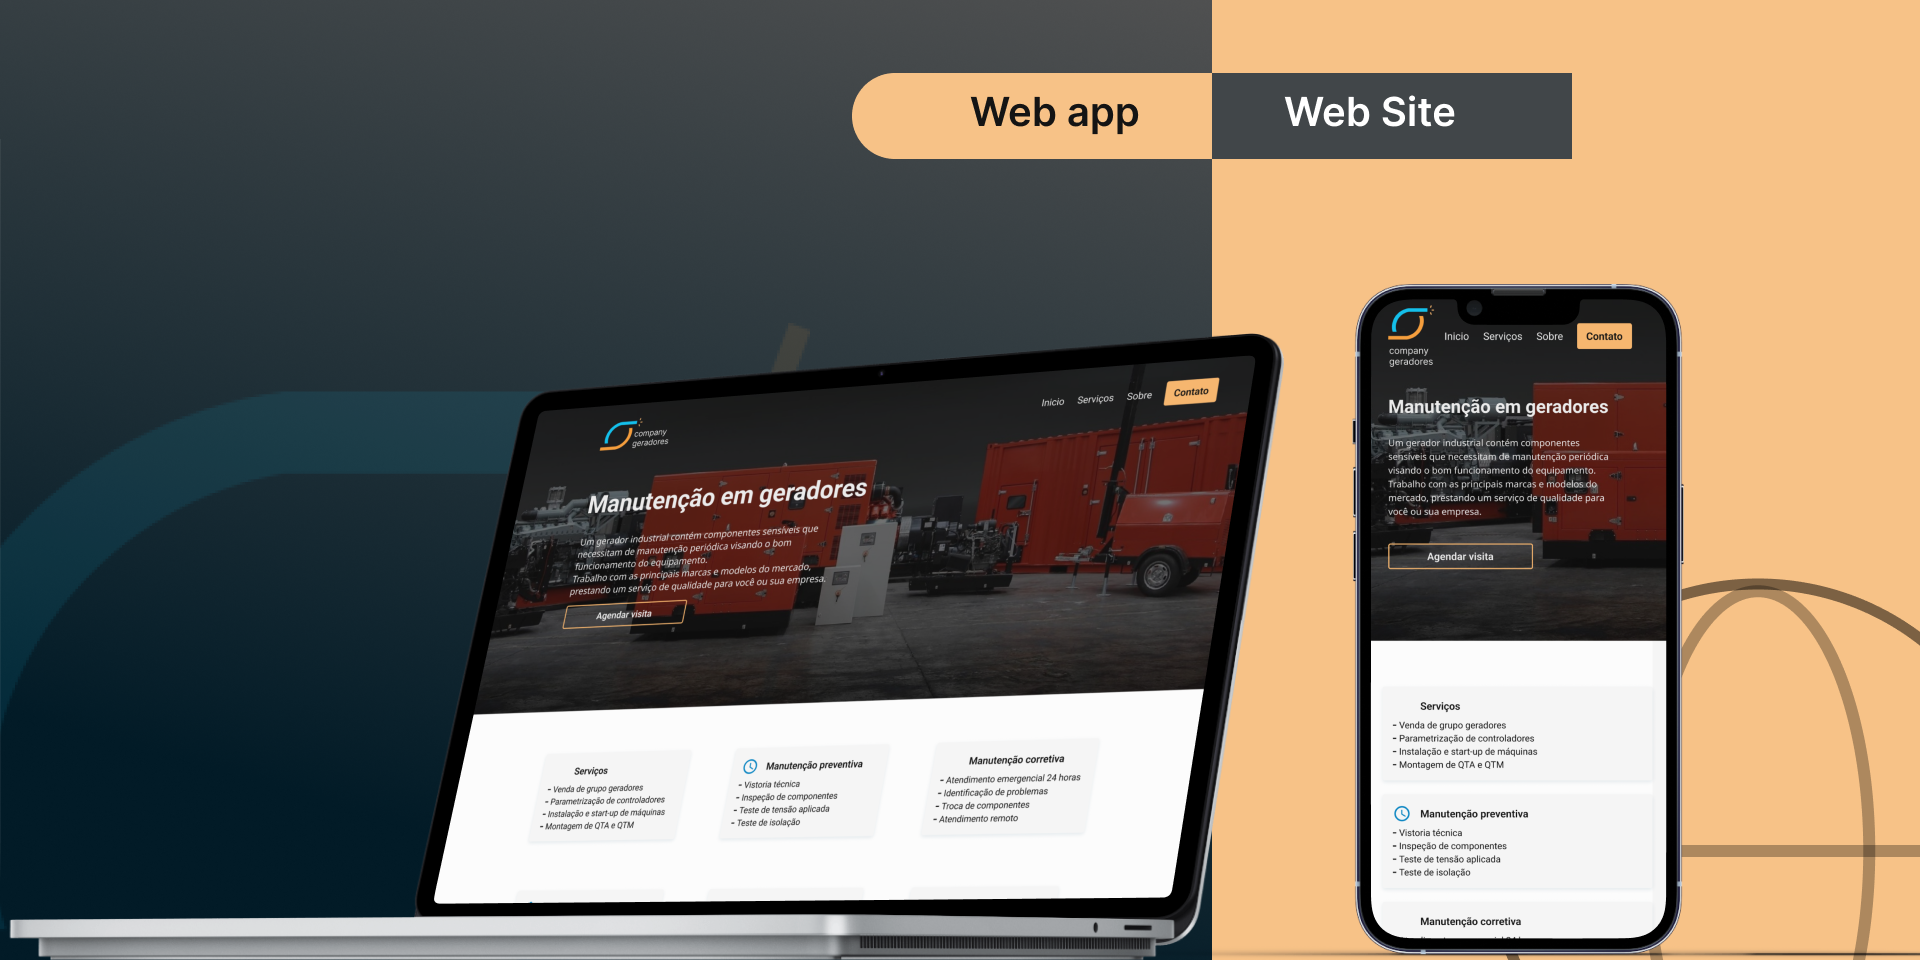 Web app
Web Site
company
geradores
Inicio Serviços Sobre Contato
Manutenção em geradores
Um gerador industrial contém componentes sensíveis que
necessitam de manutenção periódica visando o bom
funcionamento do equipamento.
Trabalho com as principais marcas e modelos do mercado,
prestando um serviço de qualidade para você ou sua empresa.
Agendar visita
Serviços
- Venda de grupo geradores
- Parametrização de controladores
- Instalação e start-up de máquinas
- Montagem de QTA e QTM
Manutenção preventiva
- Vistoria técnica
- Inspeção de componentes
- Teste de tensão aplicada
- Teste de isolação
Manutenção corretiva
- Atendimento emergencial 24 horas
- Identificação de problemas
- Troca de componentes
- Atendimento remoto
company
geradores
Inicio Serviços Sobre Contato
Manutenção em geradores
Um gerador industrial contém componentes
sensíveis que necessitam de manutenção periódica
visando o bom funcionamento do equipamento.
Trabalho com as principais marcas e modelos do
mercado, prestando um serviço de qualidade para
você ou sua empresa.
Agendar visita
Serviços
- Venda de grupo geradores
- Parametrização de controladores
- Instalação e start-up de máquinas
- Montagem de QTA e QTM
Manutenção preventiva
- Vistoria técnica
- Inspeção de componentes
- Teste de tensão aplicada
- Teste de isolação
Manutenção corretiva